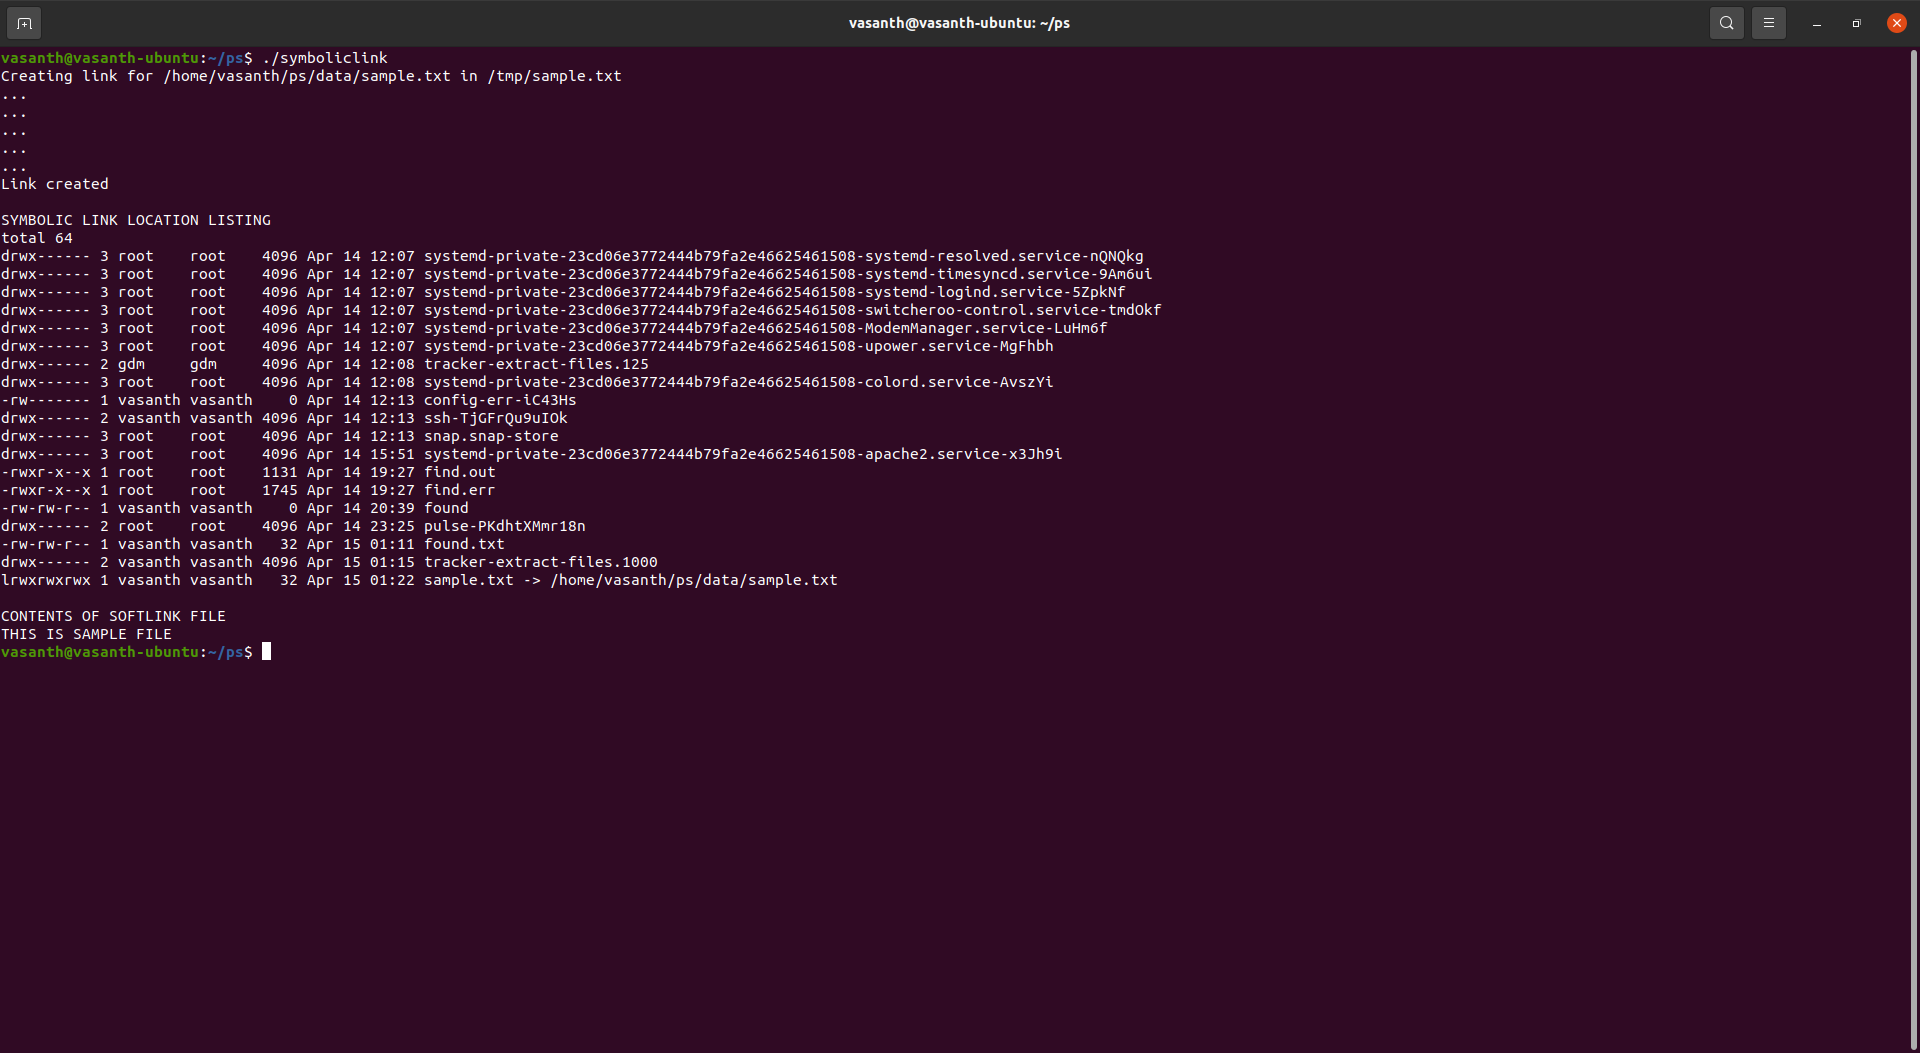 vasanth@vasanth-ubuntu: ~/ps
vasanth@vasanth-ubuntu:~/ps$ ./symboliclink
Creating link for /home/vasanth/ps/data/sample.txt in /tmp/sample.txt
...
...
...
...
...
Link created

SYMBOLIC LINK LOCATION LISTING
total 64
drwx------ 3 root    root    4096 Apr 14 12:07 systemd-private-23cd06e3772444b79fa2e46625461508-systemd-resolved.service-nQNQkg
drwx------ 3 root    root    4096 Apr 14 12:07 systemd-private-23cd06e3772444b79fa2e46625461508-systemd-timesyncd.service-9Am6ui
drwx------ 3 root    root    4096 Apr 14 12:07 systemd-private-23cd06e3772444b79fa2e46625461508-systemd-logind.service-5ZpkNf
drwx------ 3 root    root    4096 Apr 14 12:07 systemd-private-23cd06e3772444b79fa2e46625461508-switcheroo-control.service-tmdOkf
drwx------ 3 root    root    4096 Apr 14 12:07 systemd-private-23cd06e3772444b79fa2e46625461508-ModemManager.service-LuHm6f
drwx------ 3 root    root    4096 Apr 14 12:07 systemd-private-23cd06e3772444b79fa2e46625461508-upower.service-MgFhbh
drwx------ 2 gdm     gdm     4096 Apr 14 12:08 tracker-extract-files.125
drwx------ 3 root    root    4096 Apr 14 12:08 systemd-private-23cd06e3772444b79fa2e46625461508-colord.service-AvszYi
-rw------- 1 vasanth vasanth    0 Apr 14 12:13 config-err-iC43Hs
drwx------ 2 vasanth vasanth 4096 Apr 14 12:13 ssh-TjGFrQu9uIOk
drwx------ 3 root    root    4096 Apr 14 12:13 snap.snap-store
drwx------ 3 root    root    4096 Apr 14 15:51 systemd-private-23cd06e3772444b79fa2e46625461508-apache2.service-x3Jh9i
-rwxr-x--x 1 root    root    1131 Apr 14 19:27 find.out
-rwxr-x--x 1 root    root    1745 Apr 14 19:27 find.err
-rw-rw-r-- 1 vasanth vasanth    0 Apr 14 20:39 found
drwx------ 2 root    root    4096 Apr 14 23:25 pulse-PKdhtXMmr18n
-rw-rw-r-- 1 vasanth vasanth   32 Apr 15 01:11 found.txt
drwx------ 2 vasanth vasanth 4096 Apr 15 01:15 tracker-extract-files.1000
lrwxrwxrwx 1 vasanth vasanth   32 Apr 15 01:22 sample.txt -> /home/vasanth/ps/data/sample.txt

CONTENTS OF SOFTLINK FILE
THIS IS SAMPLE FILE
vasanth@vasanth-ubuntu:~/ps$